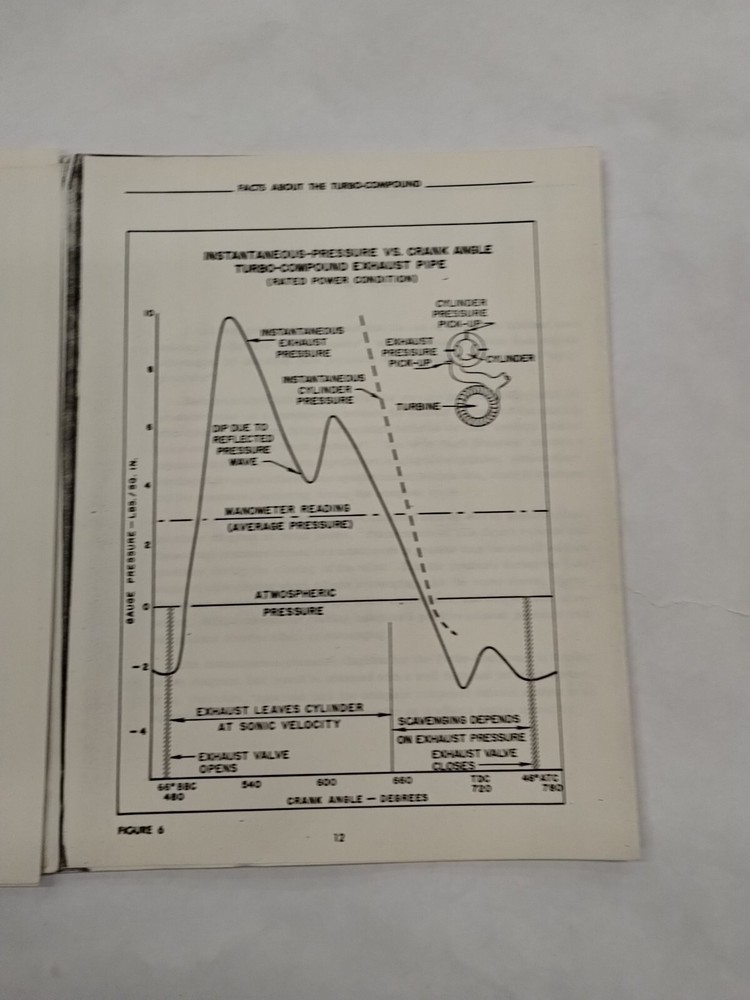 FACTS ABOUT THE TURBO-COMPOUND
INSTANTANEOUS-PRESSURE VS. CRANK ANGLE
TURBO-COMPOUND EXHAUST PIPE
(RATED POWER CONDITION)
CYLINDER
PRESSURE
PICK-UP
EXHAUST
PRESSURE
PICK-UP
CYLINDER
TURBINE
INSTANTANEOUS
EXHAUST
PRESSURE
INSTANTANEOUS
CYLINDER
PRESSURE
DIP DUE TO
REFLECTED
PRESSURE
WAVE
MANOMETER READING
(AVERAGE PRESSURE)
ATMOSPHERIC
PRESSURE
GAUGE PRESSURE — LBS./SQ. IN.
10
8
6
4
2
0
-2
-4
EXHAUST LEAVES CYLINDER
AT SONIC VELOCITY
SCAVENGING DEPENDS
ON EXHAUST PRESSURE
EXHAUST VALVE
OPENS
EXHAUST VALVE
CLOSES
66° BBC 540 600 660 TDC 46° ATC
480 720 780
CRANK ANGLE — DEGREES
FIGURE 6
12